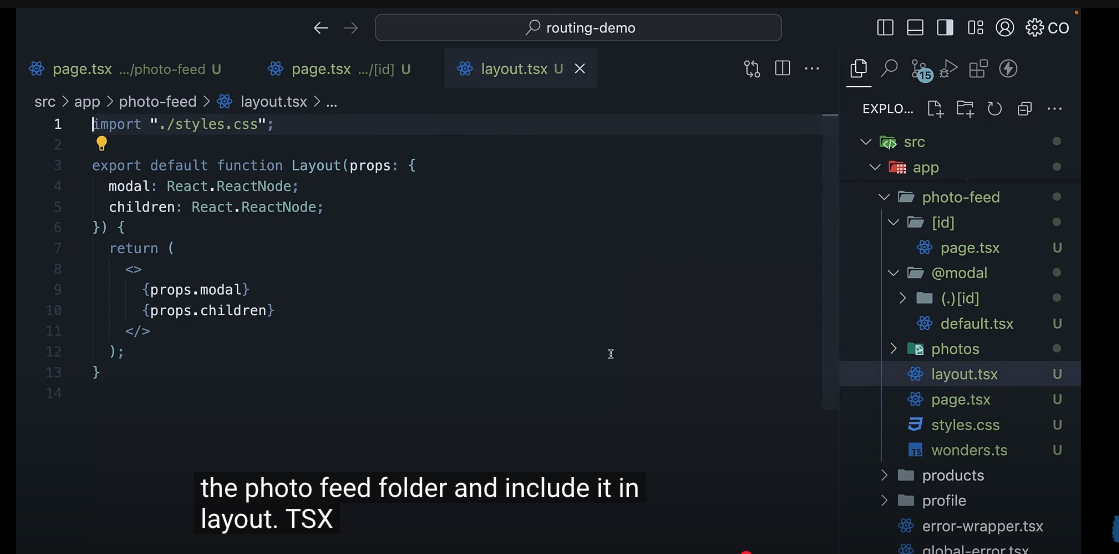 routing-demo
CO
page.tsx .../photo-feed U
page.tsx .../[id] U
layout.tsx U
15
src > app > photo-feed > layout.tsx > ...
EXPLO...
1 import "./styles.css";
2
3 export default function Layout(props: {
4 modal: React.ReactNode;
5 children: React.ReactNode;
6 }) {
7 return (
8 <>
9 {props.modal}
10 {props.children}
11 </>
12 );
13 }
14
src
app
photo-feed
[id]
page.tsx U
@modal
(.)[id]
default.tsx U
photos
layout.tsx U
page.tsx U
styles.css U
TS wonders.ts U
products
profile
error-wrapper.tsx
global-error.tsx
the photo feed folder and include it in
layout. TSX